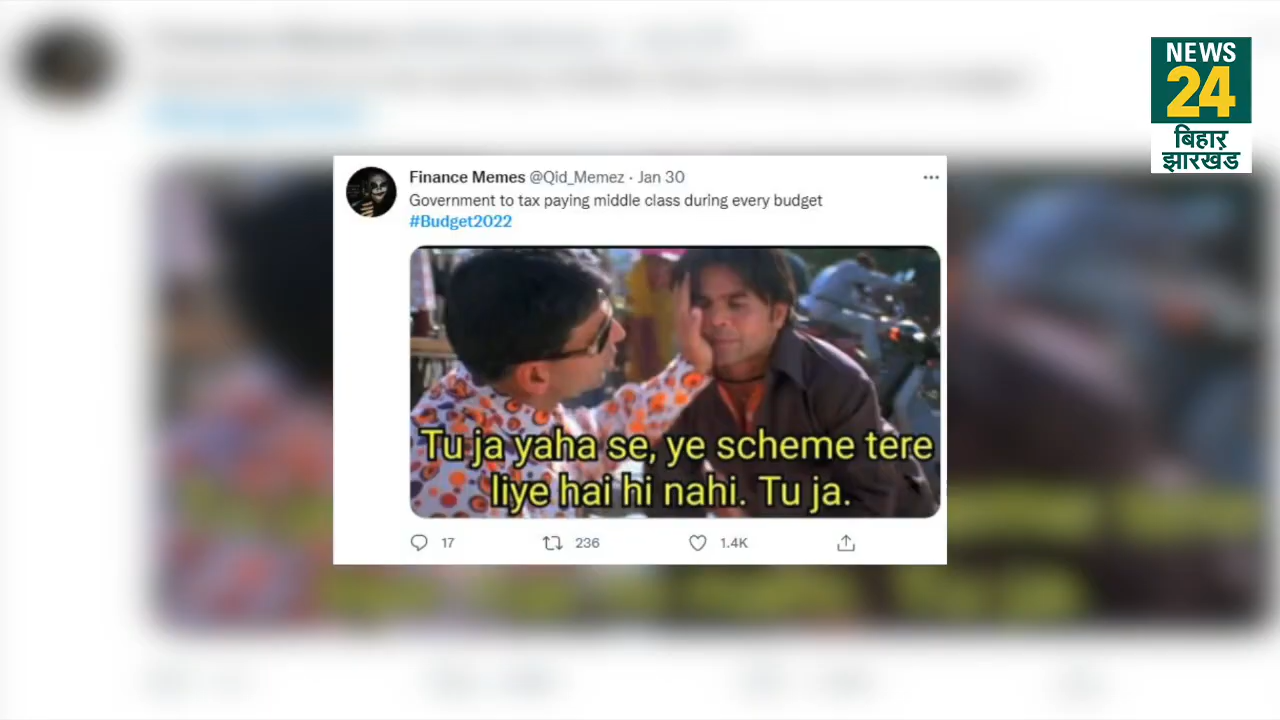 NEWS
24
बिहार
झारखंड
Finance Memes @Qid_Memez · Jan 30
Government to tax paying middle class during every budget
#Budget2022
Tu ja yaha se, ye scheme tere
liye hai hi nahi. Tu ja.
17 236 1.4K